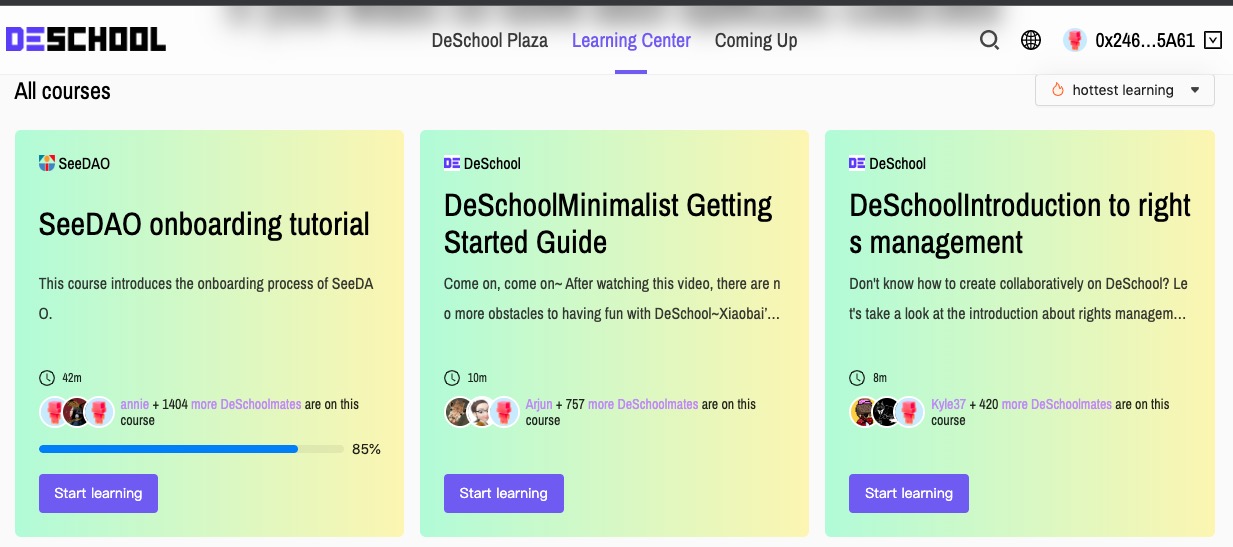 DESCHOOL
DeSchool Plaza
Learning Center
Coming Up
0x246...5A61
All courses
hottest learning
SeeDAO
SeeDAO onboarding tutorial
This course introduces the onboarding process of SeeDA
O.
42m
annie + 1404 more DeSchoolmates are on this
course
85%
Start learning
DE DeSchool
DeSchoolMinimalist Getting
Started Guide
Come on, come on~ After watching this video, there are n
o more obstacles to having fun with DeSchool~Xiaobai'...
10m
Arjun + 757 more DeSchoolmates are on this
course
Start learning
DE DeSchool
DeSchoolIntroduction to right
s management
Don't know how to create collaboratively on DeSchool? Le
t's take a look at the introduction about rights managem...
8m
Kyle37 + 420 more DeSchoolmates are on this
course
Start learning